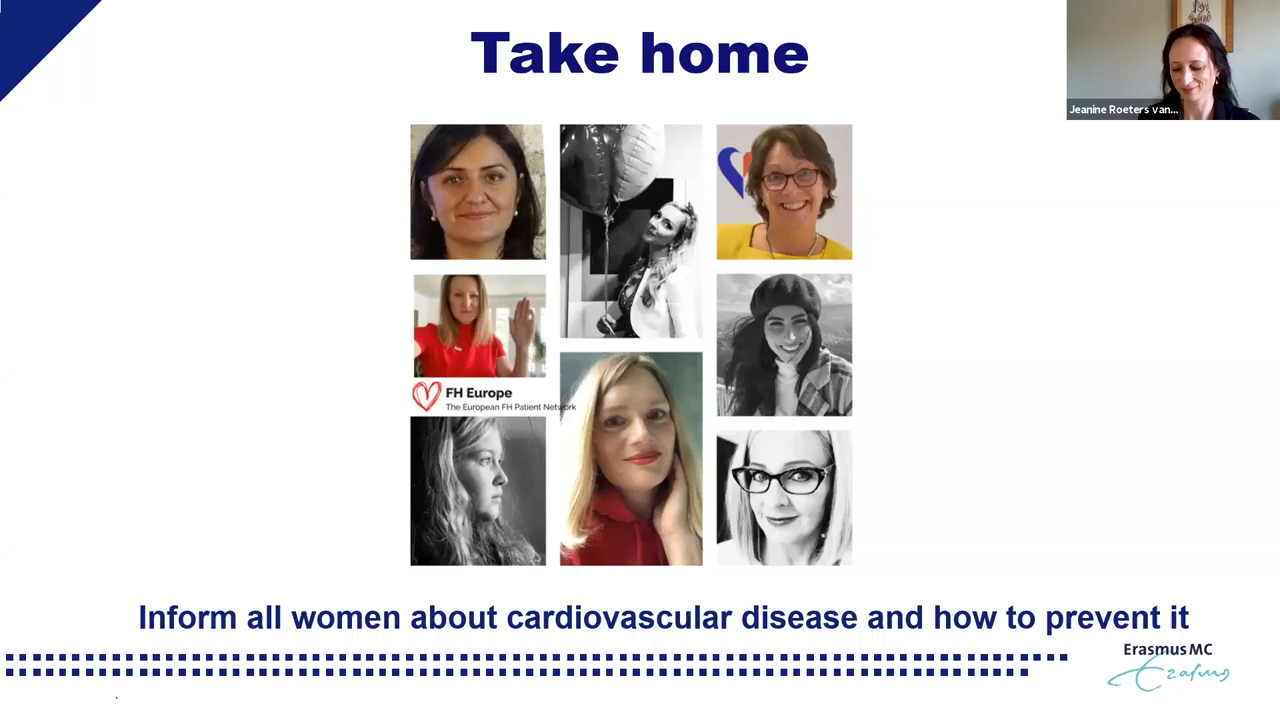 Take home
Jeanine Roeters van...
FH Europe
The European FH Patient Network
Inform all women about cardiovascular disease and how to prevent it
Erasmus MC
Erasmus